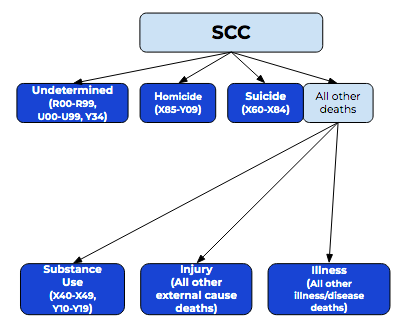 SCC
Undetermined
(R00-R99,
U00-U99, Y34)
Homicide
(X85-Y09)
Suicide
(X60-X84)
All other
deaths
Substance
Use
(X40-X49,
Y10-Y19)
Injury
(All other
external cause
deaths)
Illness
(All other
illness/disease
deaths)